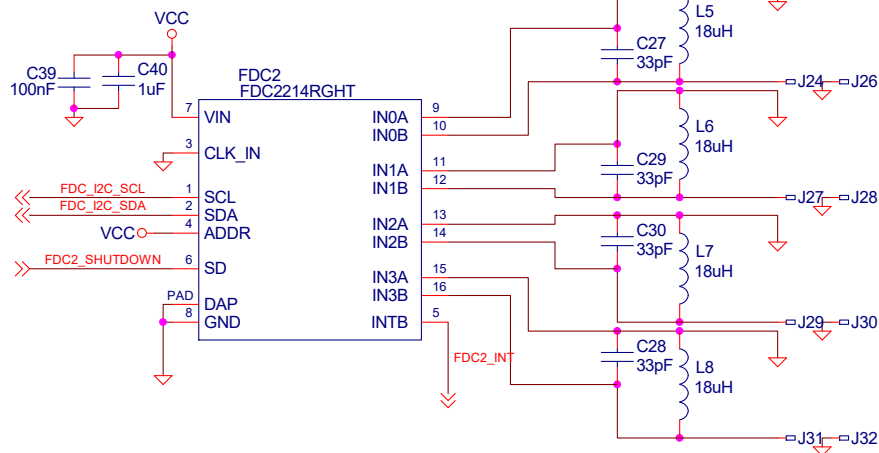 VCC
L5
18uH
C27
33pF
C39
100nF
C40
1uF
FDC2
FDC2214RGHT
J24
J26
7
VIN
IN0A
9
IN0B
10
L6
18uH
3
CLK_IN
IN1A
11
IN1B
12
C29
33pF
FDC_I2C_SCL
1
SCL
FDC_I2C_SDA
2
SDA
J27
J28
VCC
4
ADDR
IN2A
13
IN2B
14
C30
33pF
L7
18uH
FDC2_SHUTDOWN
6
SD
IN3A
15
IN3B
16
PAD
DAP
8
GND
INTB
5
J29
J30
FDC2_INT
C28
33pF
L8
18uH
J31
J32